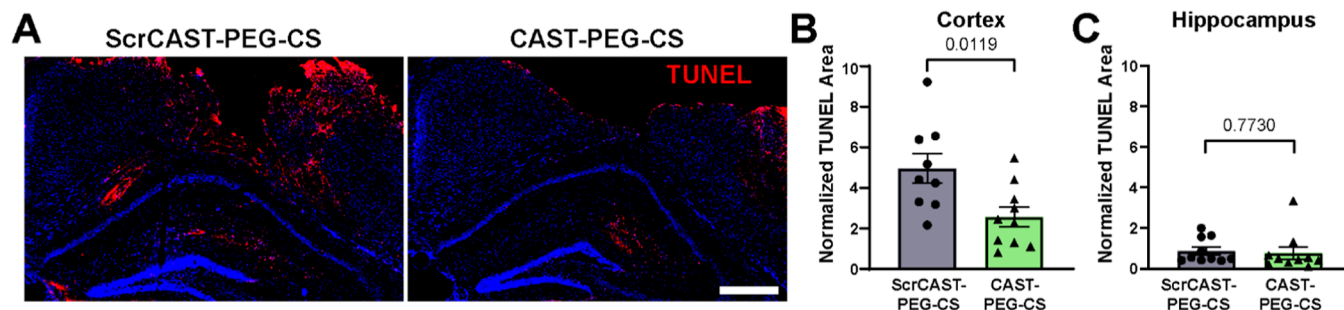 A
ScrCAST-PEG-CS
CAST-PEG-CS
TUNEL
B
Cortex
0.0119
Normalized TUNEL Area
10
8
6
4
2
0
ScrCAST-
PEG-CS
CAST-
PEG-CS
C
Hippocampus
0.7730
Normalized TUNEL Area
10
8
6
4
2
0
ScrCAST-
PEG-CS
CAST-
PEG-CS